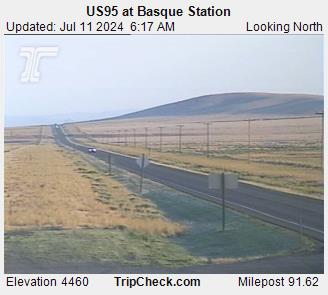 US95 at Basque Station
Updated: Jul 11 2024 6:17 AM Looking North
Elevation 4460 TripCheck.com Milepost 91.62